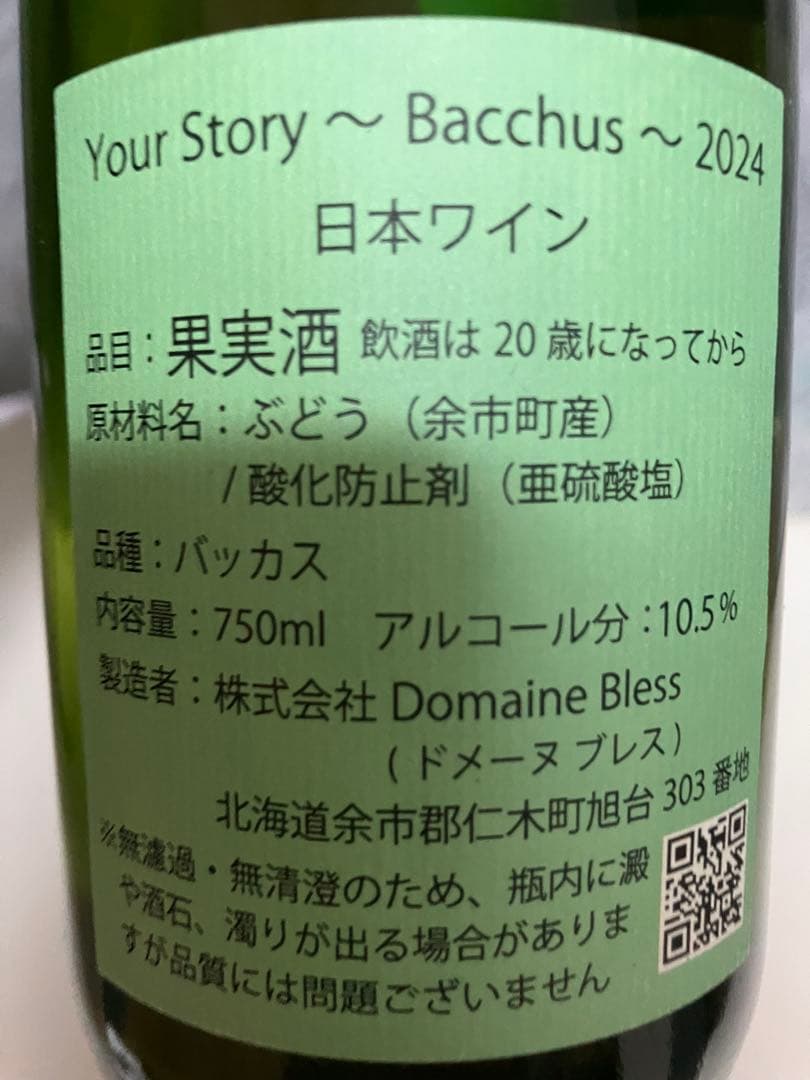 Your Story ～ Bacchus ～ 2024
日本ワイン
品目：果実酒 飲酒は 20 歳になってから
原材料名：ぶどう（余市町産）
/ 酸化防止剤（亜硫酸塩）
品種：バッカス
内容量：750ml アルコール分：10.5%
製造者：株式会社 Domaine Bless
(ドメーヌ ブレス)
北海道余市郡仁木町旭台 303 番地
※無濾過・無清澄のため、瓶内に澱
や酒石、濁りが出る場合がありま
すが品質には問題ございません